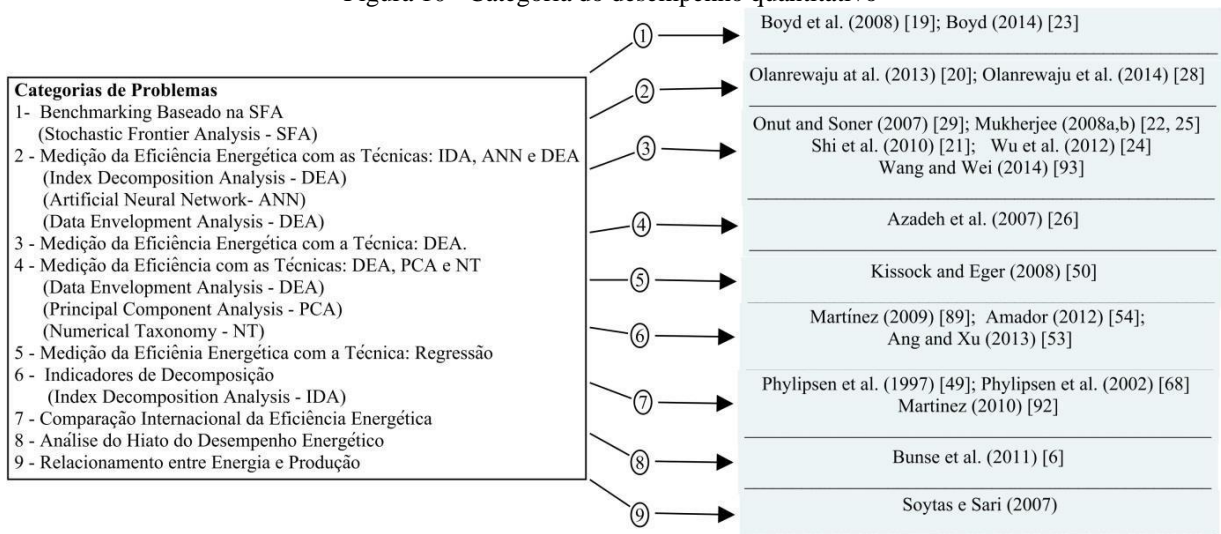 Categorias de Problemas
1- Benchmarking Baseado na SFA
(Stochastic Frontier Analysis - SFA)
2 - Medição da Eficiência Energética com as Técnicas: IDA, ANN e DEA
(Index Decomposition Analysis - DEA)
(Artificial Neural Network- ANN)
(Data Envelopment Analysis - DEA)
3 - Medição da Eficiência Energética com a Técnica: DEA.
4 - Medição da Eficiência com as Técnicas: DEA, PCA e NT
(Data Envelopment Analysis - DEA)
(Principal Component Analysis - PCA)
(Numerical Taxonomy - NT)
5 - Medição da Eficiênia Energética com a Técnica: Regressão
6 - Indicadores de Decomposição
(Index Decomposition Analysis - IDA)
7 - Comparação Internacional da Eficiência Energética
8 - Análise do Hiato do Desempenho Energético
9 - Relacionamento entre Energia e Produção
1
Boyd et al. (2008) [19]; Boyd (2014) [23]
2
Olanrewaju at al. (2013) [20]; Olanrewaju et al. (2014) [28]
3
Onut and Soner (2007) [29]; Mukherjee (2008a,b) [22, 25]
Shi et al. (2010) [21]; Wu et al. (2012) [24]
Wang and Wei (2014) [93]
4
Azadeh et al. (2007) [26]
5
Kissock and Eger (2008) [50]
6
Martínez (2009) [89]; Amador (2012) [54];
Ang and Xu (2013) [53]
7
Phylipsen et al. (1997) [49]; Phylipsen et al. (2002) [68]
Martinez (2010) [92]
8
Bunse et al. (2011) [6]
9
Soytas e Sari (2007)